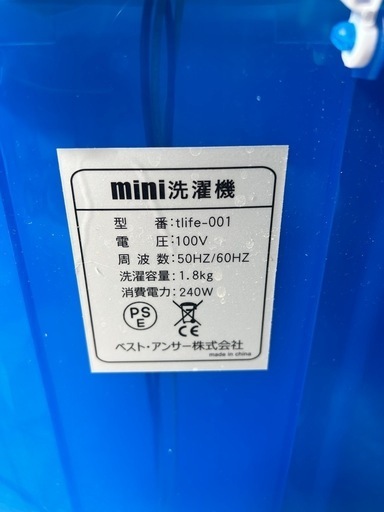 mini洗濯機
型 番:tlife-001
電 圧:100V
周 波 数:50HZ/60HZ
洗濯容量:1.8kg
消費電力:240W
PSE
CE
ベスト・アンサー株式会社
made in china